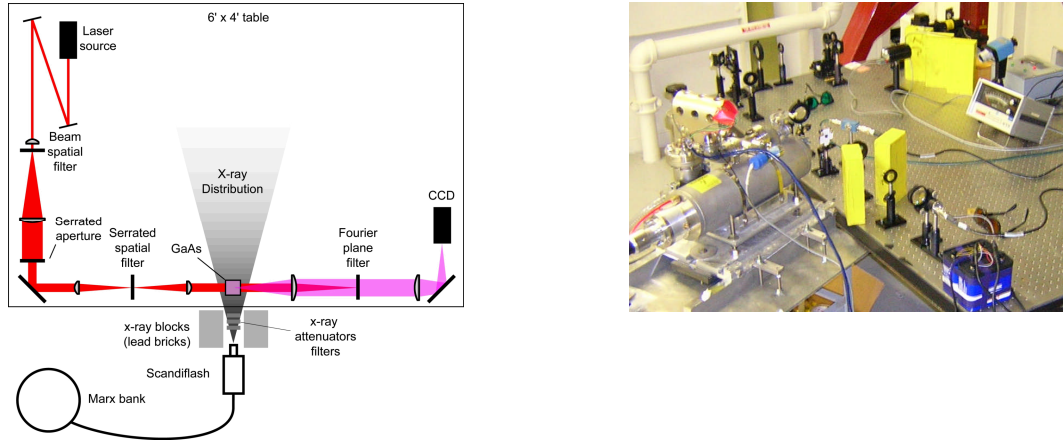 6' x 4' table
Laser
source
Beam
spatial
filter
X-ray
Distribution
CCD
Serrated
aperture
Serrated
spatial
filter
GaAs
Fourier
plane
filter
x-ray blocks
(lead bricks)
x-ray
attenuators
filters
Scandiflash
Marx bank